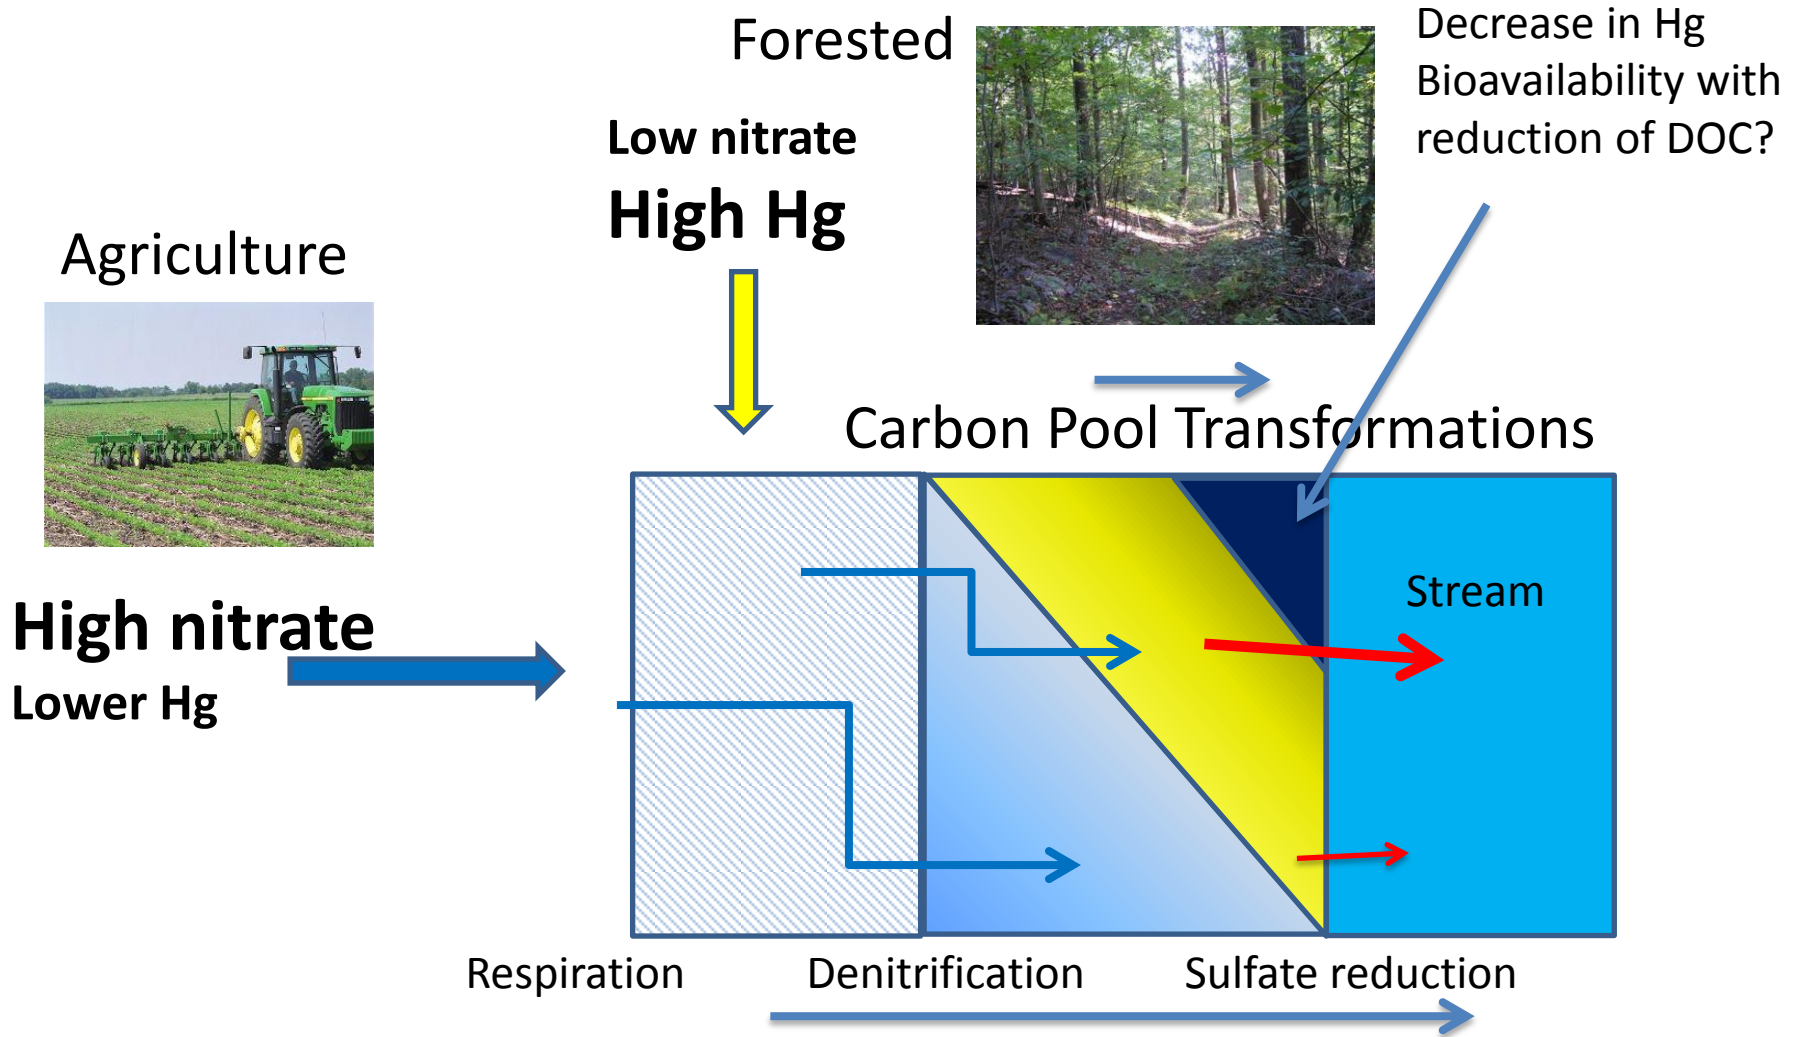 Forested
Decrease in Hg
Bioavailability with
reduction of DOC?
Low nitrate
High Hg
Agriculture
Carbon Pool Transformations
High nitrate
Lower Hg
Stream
Respiration
Denitrification
Sulfate reduction